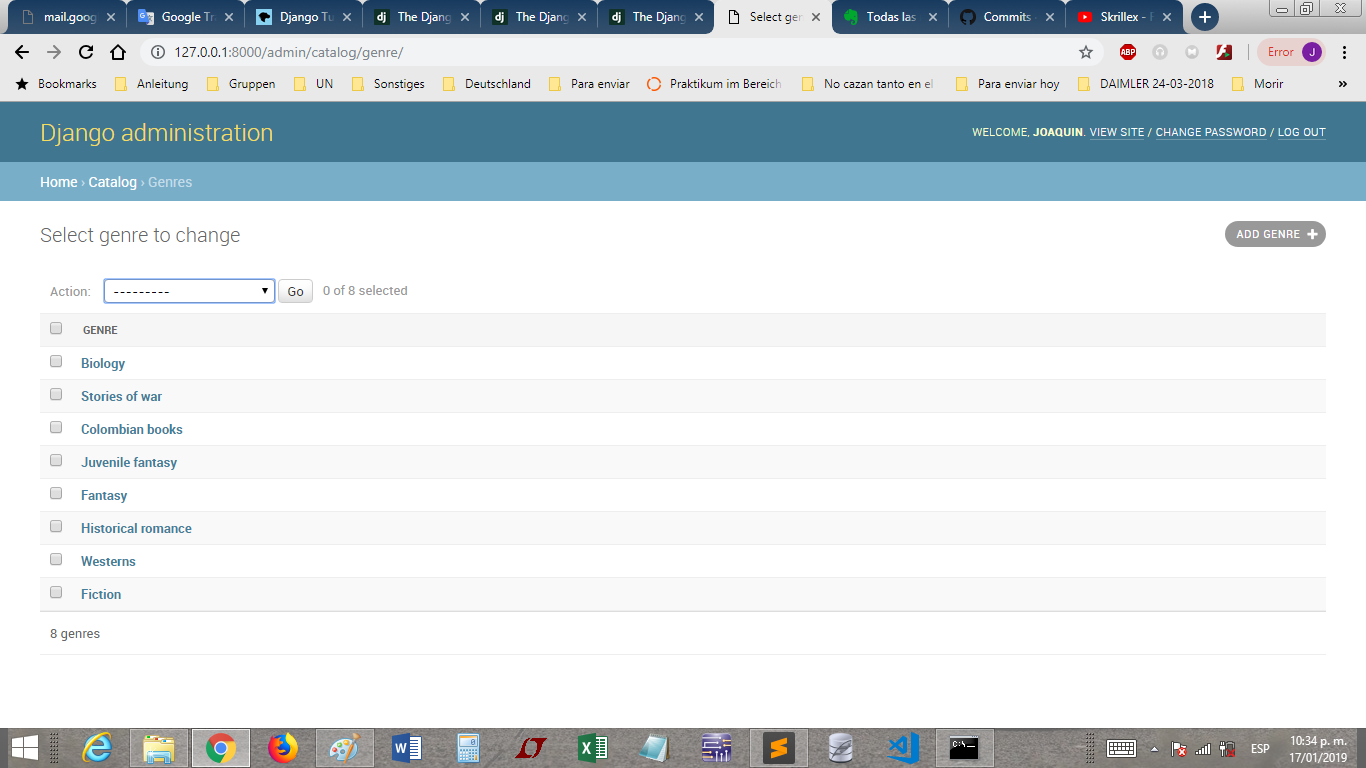 mail.goog
Google Tr
Django Tu
The Djang
The Djang
The Djang
Select gen
Todas las
Commits
Skrillex -
127.0.0.1:8000/admin/catalog/genre/
ABP
Error J
Bookmarks
Anleitung
Gruppen
UN
Sonstiges
Deutschland
Para enviar
Praktikum im Bereich
No cazan tanto en el
Para enviar hoy
DAIMLER 24-03-2018
Morir
»
Django administration
WELCOME, JOAQUIN. VIEW SITE / CHANGE PASSWORD / LOG OUT
Home › Catalog › Genres
Select genre to change
ADD GENRE +
Action: --------- Go 0 of 8 selected
GENRE
Biology
Stories of war
Colombian books
Juvenile fantasy
Fantasy
Historical romance
Westerns
Fiction
8 genres
ESP
10:34 p. m.
17/01/2019